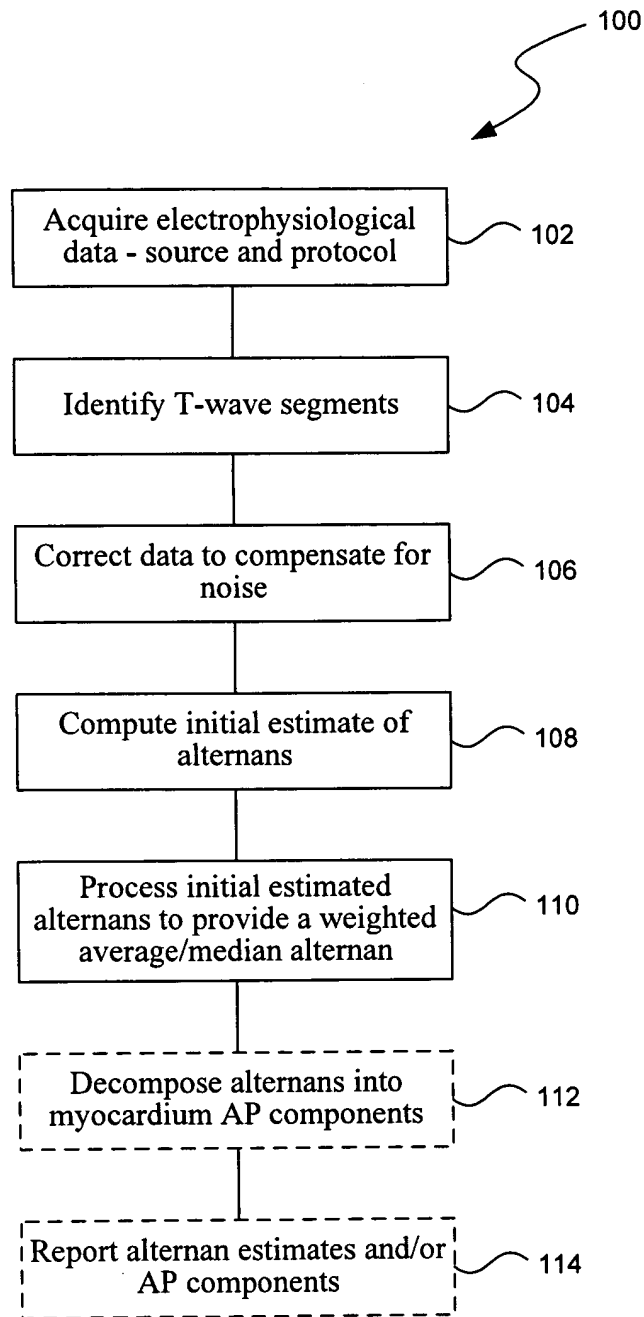 100
Acquire electrophysiological
data - source and protocol
102
Identify T-wave segments
104
Correct data to compensate for
noise
106
Compute initial estimate of
alternans
108
Process initial estimated
alternans to provide a weighted
average/median alternan
110
Decompose alternans into
myocardium AP components
112
Report alternan estimates and/or
AP components
114